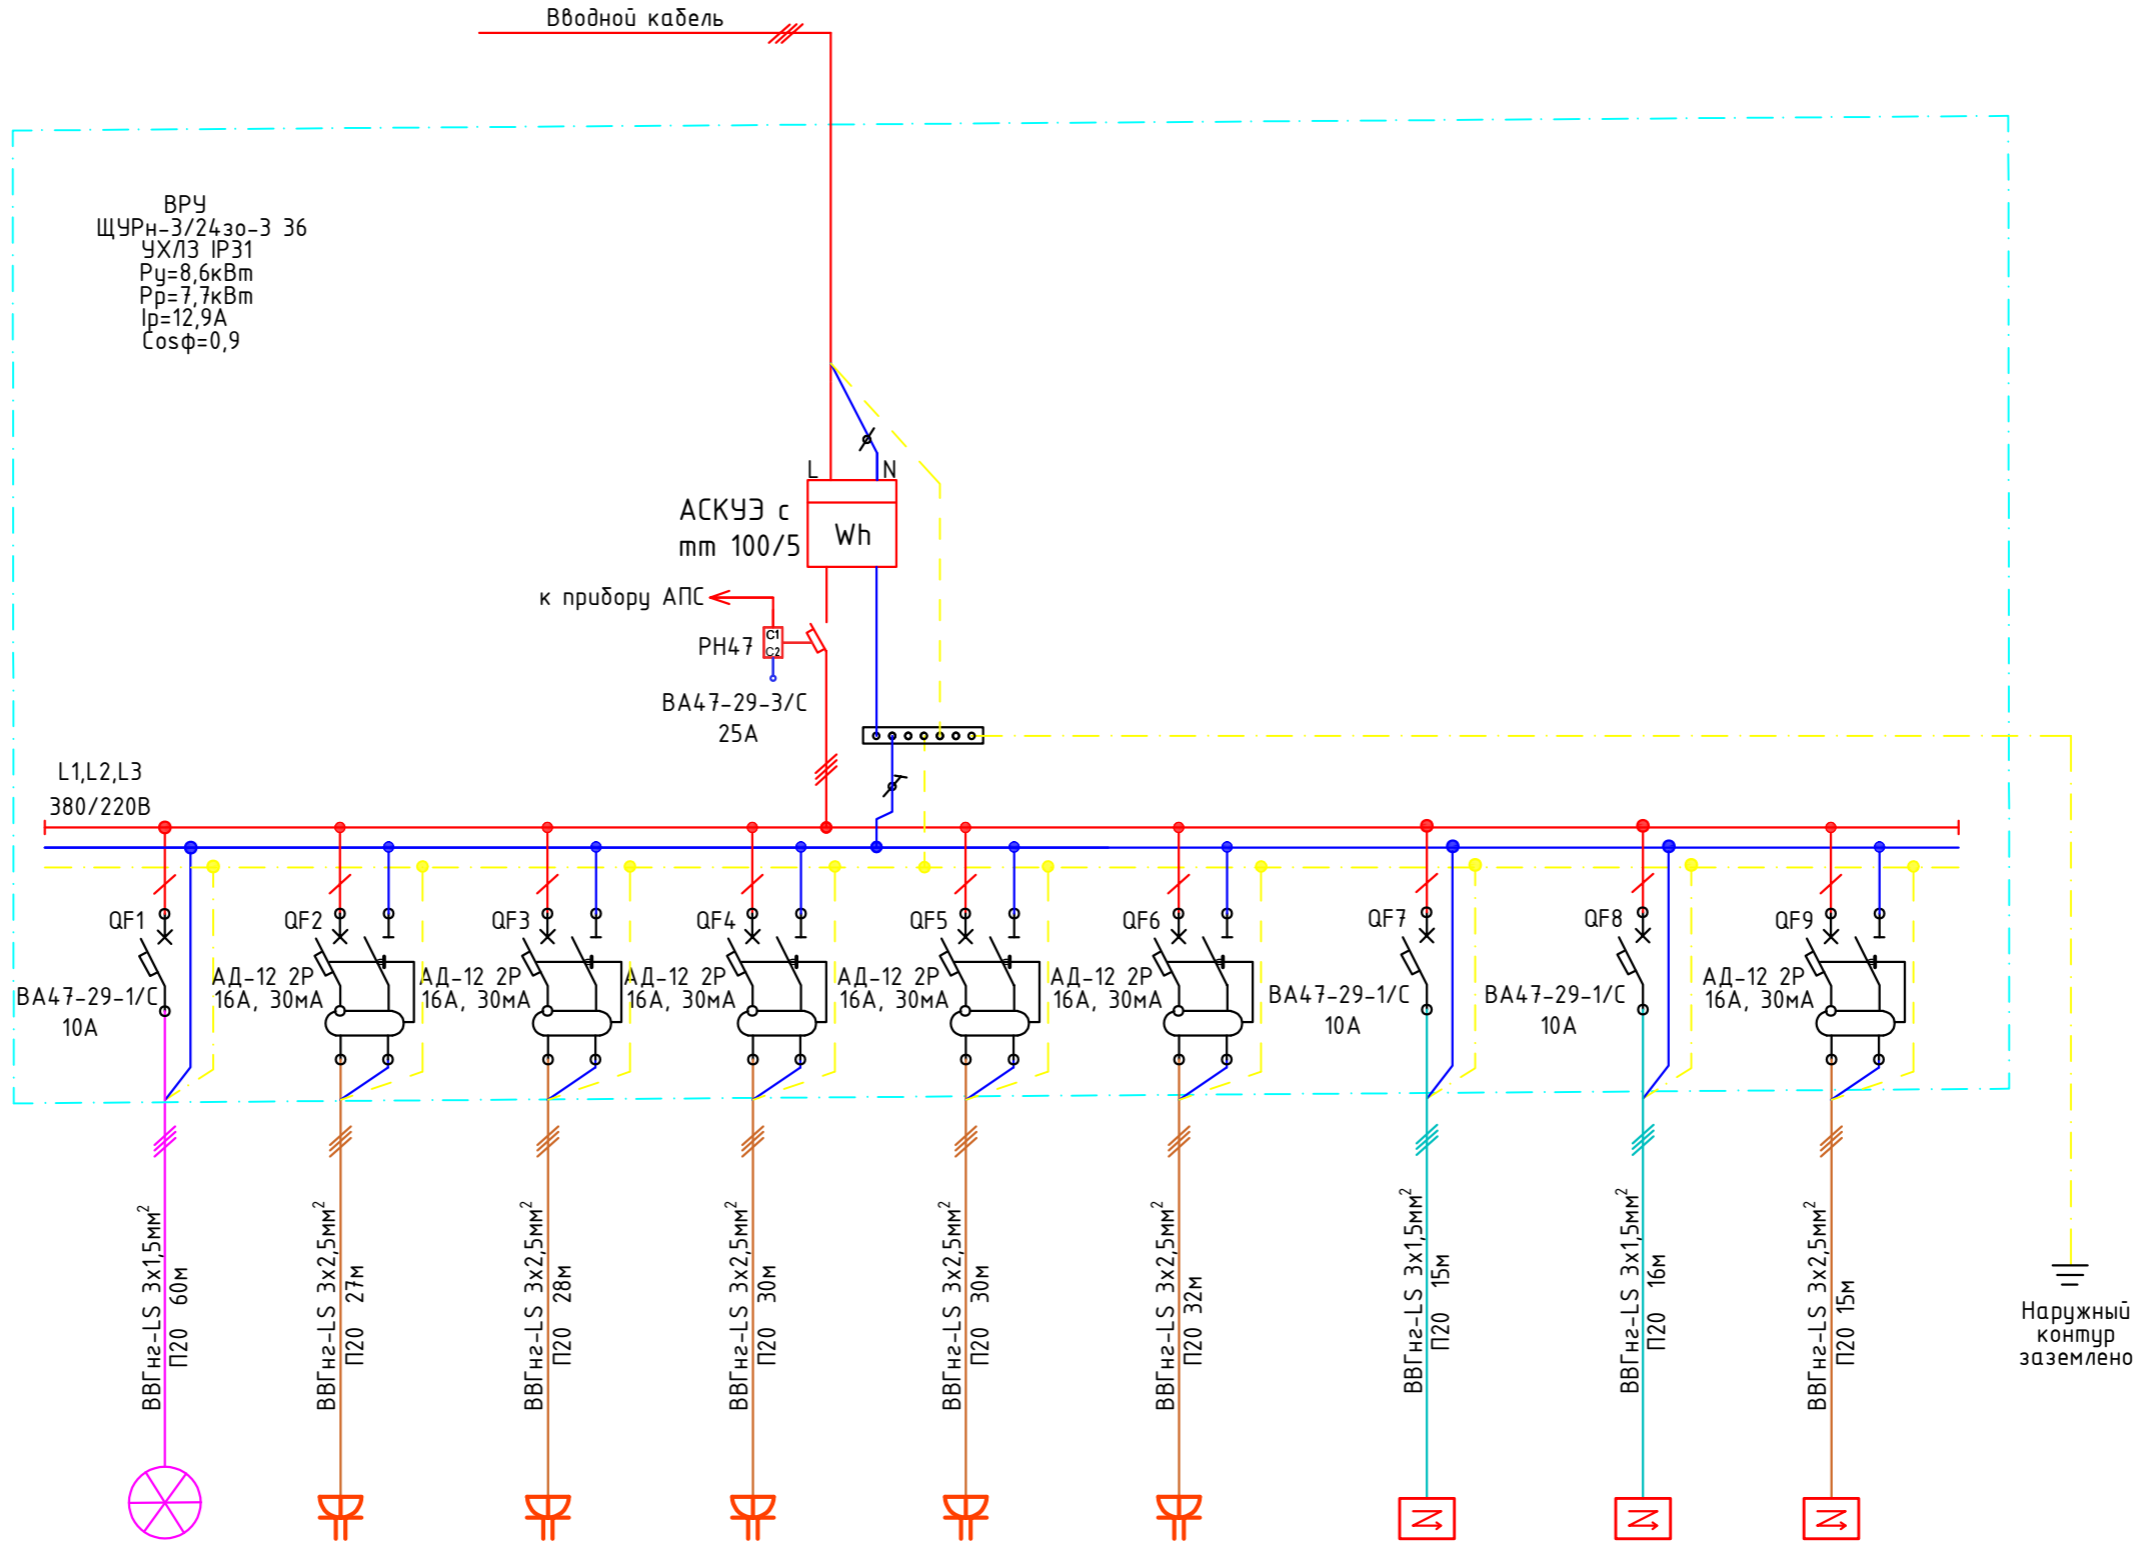 Вводной кабель
ВРУ
ЩУРн-3/24зо-3 36
УХЛ3 IP31
Ру=8,6кВт
Рр=7,7кВт
Iр=12,9А
Cosφ=0,9
L N
АСКУЭ с
тт 100/5
Wh
к прибору АПС
РН47
C1
C2
ВА47-29-3/С
25А
L1,L2,L3
380/220В
QF1
ВА47-29-1/С
10А
QF2
АД-12 2Р
16А, 30мА
QF3
АД-12 2Р
16А, 30мА
QF4
АД-12 2Р
16А, 30мА
QF5
АД-12 2Р
16А, 30мА
QF6
АД-12 2Р
16А, 30мА
QF7
ВА47-29-1/С
10А
QF8
ВА47-29-1/С
10А
QF9
АД-12 2Р
16А, 30мА
ВВГнг-LS 3х1,5мм²
П20 60м
ВВГнг-LS 3х2,5мм²
П20 27м
ВВГнг-LS 3х2,5мм²
П20 28м
ВВГнг-LS 3х2,5мм²
П20 30м
ВВГнг-LS 3х2,5мм²
П20 30м
ВВГнг-LS 3х2,5мм²
П20 32м
ВВГнг-LS 3х1,5мм²
П20 15м
ВВГнг-LS 3х1,5мм²
П20 16м
ВВГнг-LS 3х2,5мм²
П20 15м
Наружный
контур
заземлено